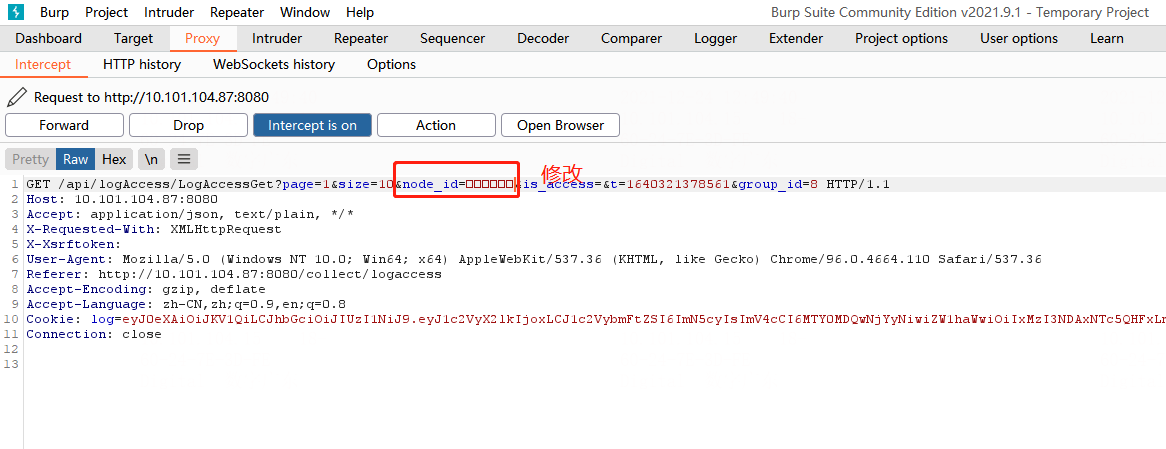 Burp Project Intruder Repeater Window Help Burp Suite Community Edition v2021.9.1 - Temporary Project
Dashboard Target Proxy Intruder Repeater Sequencer Decoder Comparer Logger Extender Project options User options Learn
Intercept HTTP history WebSockets history Options
Request to http://10.101.104.87:8080
Forward Drop Intercept is on Action Open Browser
Pretty Raw Hex \n
1 GET /api/logAccess/LogAccessGet?page=1&size=10&node_id=□□□□□□&is_access=&t=1640321378561&group_id=8 HTTP/1.1
修改
2 Host: 10.101.104.87:8080
3 Accept: application/json, text/plain, */*
4 X-Requested-With: XMLHttpRequest
5 X-Xsrftoken:
6 User-Agent: Mozilla/5.0 (Windows NT 10.0; Win64; x64) AppleWebKit/537.36 (KHTML, like Gecko) Chrome/96.0.4664.110 Safari/537.36
7 Referer: http://10.101.104.87:8080/collect/logaccess
8 Accept-Encoding: gzip, deflate
9 Accept-Language: zh-CN,zh;q=0.9,en;q=0.8
10 Cookie: log=eyJ0eXAiOiJKV1QiLCJhbGciOiJIUzI1NiJ9.eyJ1c2VyX2lkIjoxLCJ1c2VybmFtZSI6ImN5cyIsImV4cCI6MTY0MDQwNjYyNiwiZW1haWwiOiIxMzI3NDAxNTc5QHFxLm
11 Connection: close
12
13